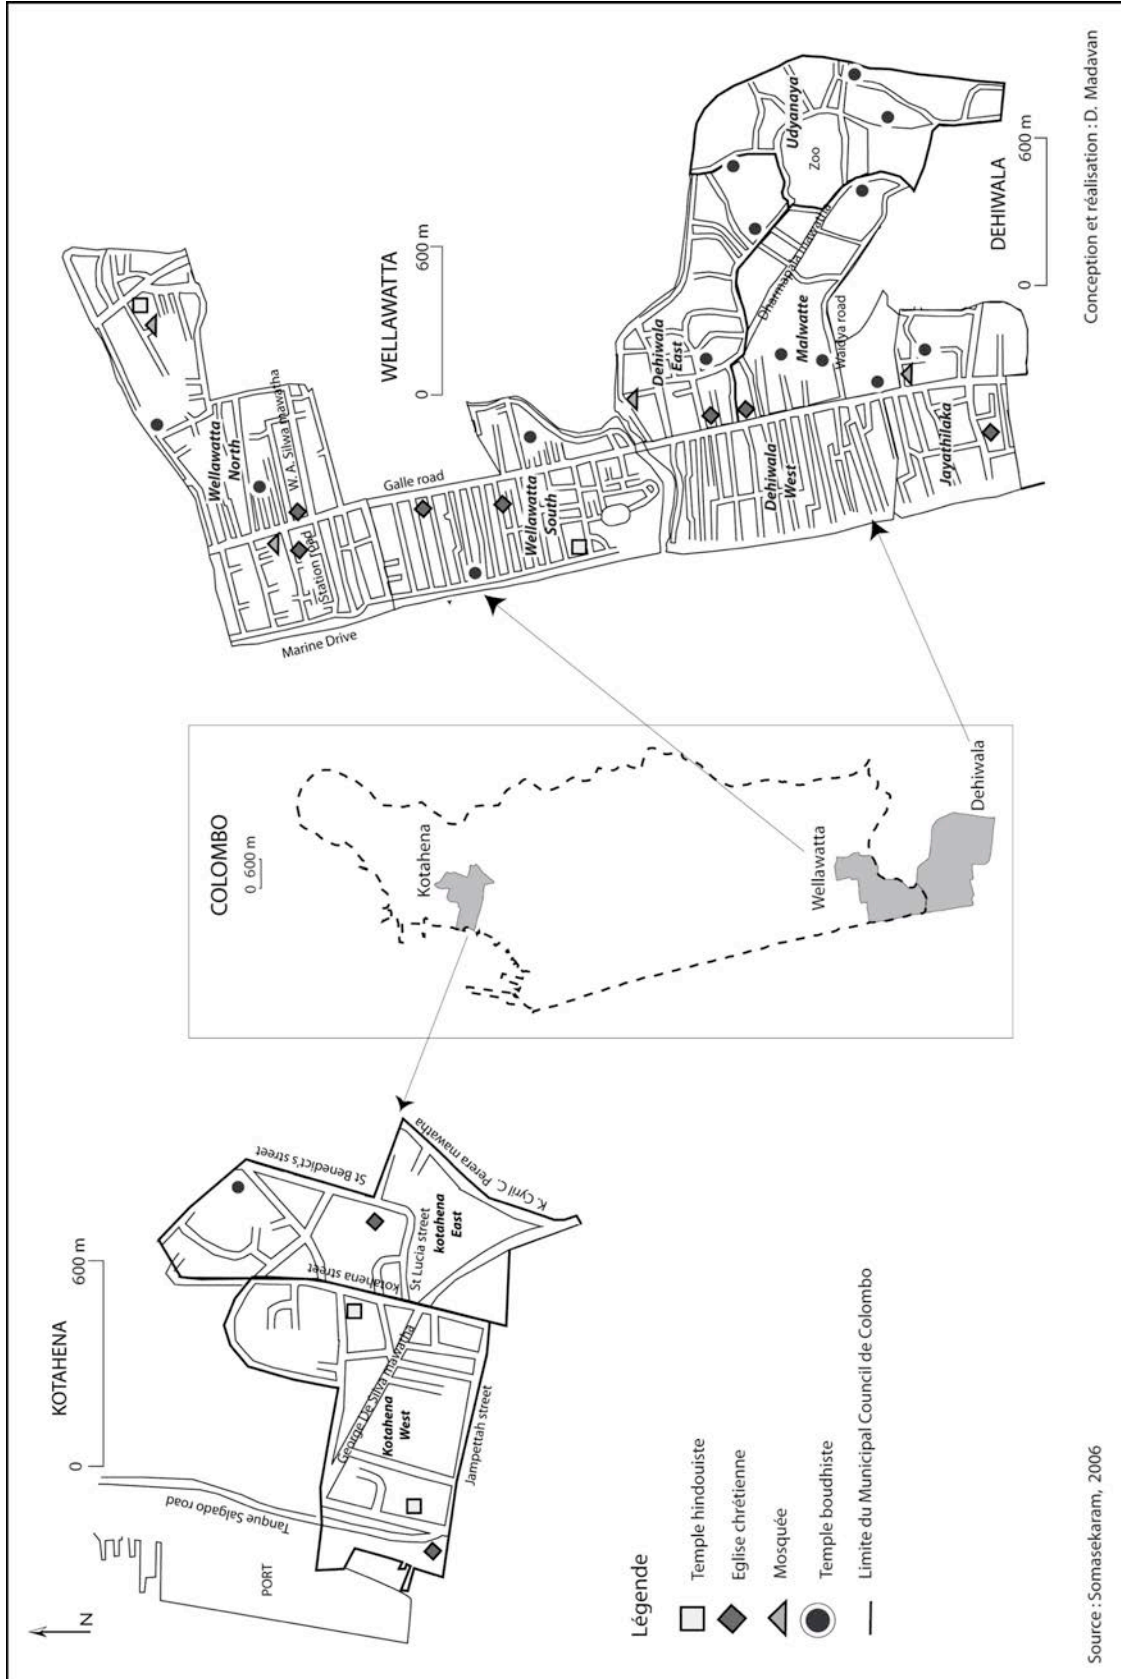 N
PORT
KOTAHENA
0 600 m
Tanque Salgado road
Kotahena
West
George De Silva mawatha
Jampettah street
kotahena street
St Lucia street
kotahena
East
St Benedict's street
K. Cyril C. Perera mawatha
COLOMBO
0 600 m
Kotahena
Wellawatta
Dehiwala
WELLAWATTA
0 600 m
Marine Drive
Station road
Wellawatta
North
W. A. Silwa mawatha
Galle road
Wellawatta
South
Dehiwala
East
Dehiwala
West
Malwatte
Dharmapala mawatha
Waidya road
Jayathilaka
Udyanaya
Zoo
DEHIWALA
0 600 m
Légende
Temple hindouiste
Eglise chrétienne
Mosquée
Temple boudhiste
Limite du Municipal Council de Colombo
Source : Somasekaram, 2006
Conception et réalisation : D. Madavan